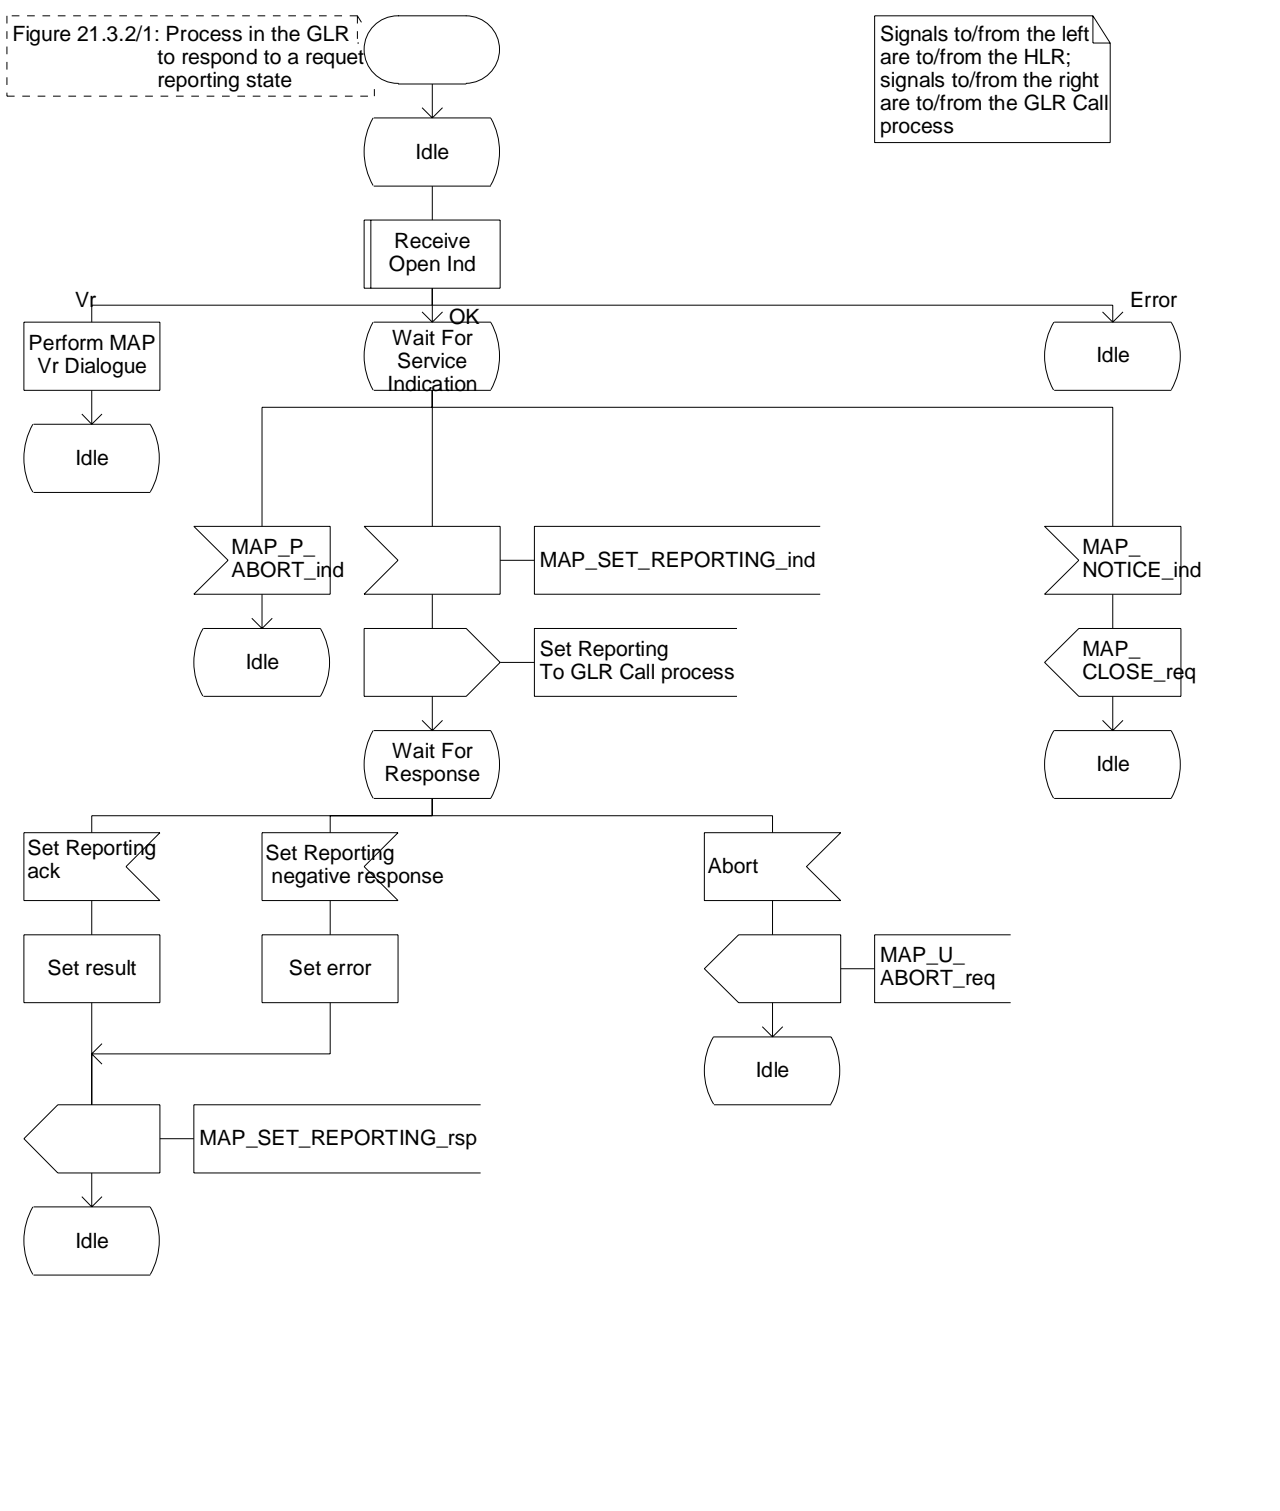 Figure 21.3.2/1: Process in the GLR
to respond to a requet
reporting state
Signals to/from the left
are to/from the HLR;
signals to/from the right
are to/from the GLR Call
process
Idle
Receive
Open Ind
Vr
OK
Error
Perform MAP
Vr Dialogue
Wait For
Service
Indication
Idle
Idle
MAP_P_
ABORT_ind
MAP_SET_REPORTING_ind
MAP_
NOTICE_ind
Idle
Set Reporting
To GLR Call process
MAP_
CLOSE_req
Wait For
Response
Idle
Set Reporting
ack
Set Reporting
negative response
Abort
Set result
Set error
MAP_U_
ABORT_req
Idle
MAP_SET_REPORTING_rsp
Idle